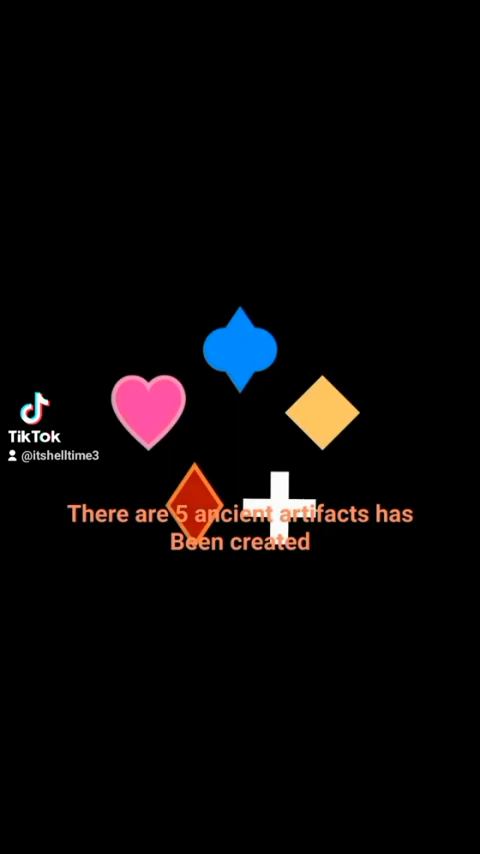 TikTok
@itshelltime3
There are 5 ancient artifacts has
Been created